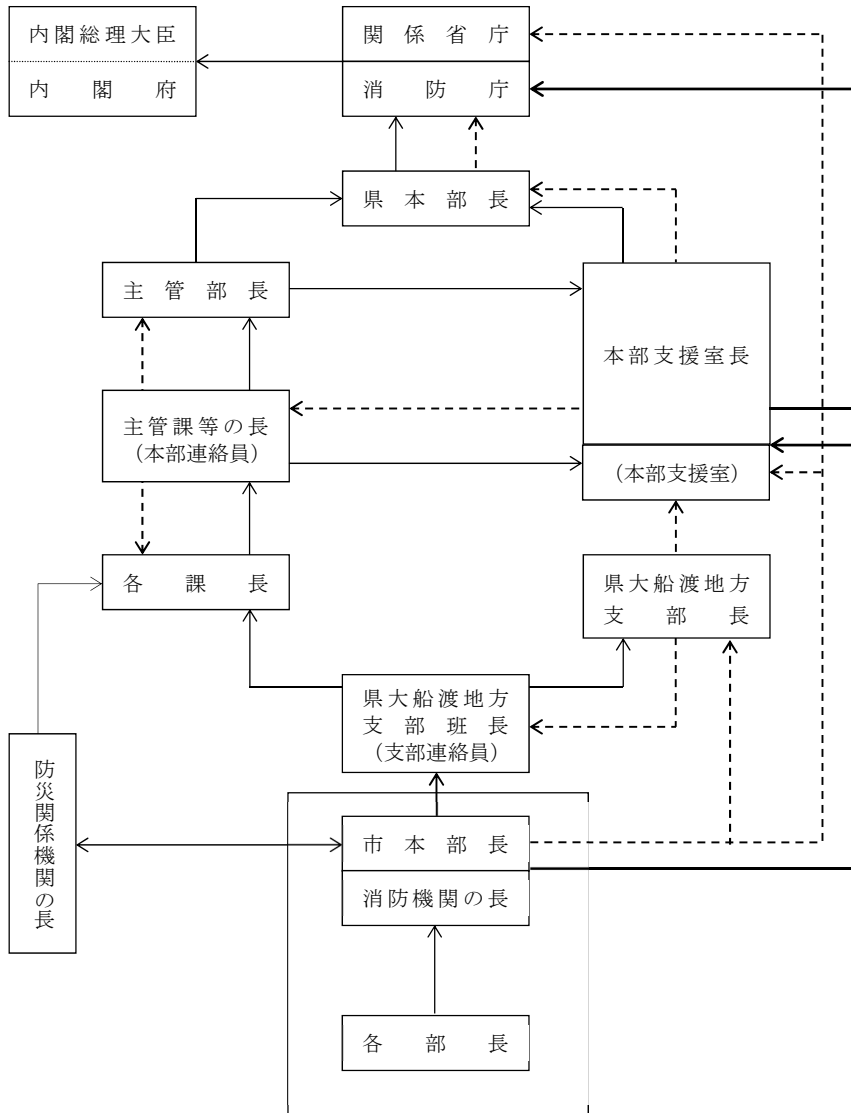 内閣総理大臣
内閣府
関係省庁
消防庁
県本部長
主管部長
本部支援室長
主管課等の長
(本部連絡員)
(本部支援室)
各課長
県大船渡地方
支部長
県大船渡地方
支部班長
(支部連絡員)
防災関係機関の長
市本部長
消防機関の長
各部長